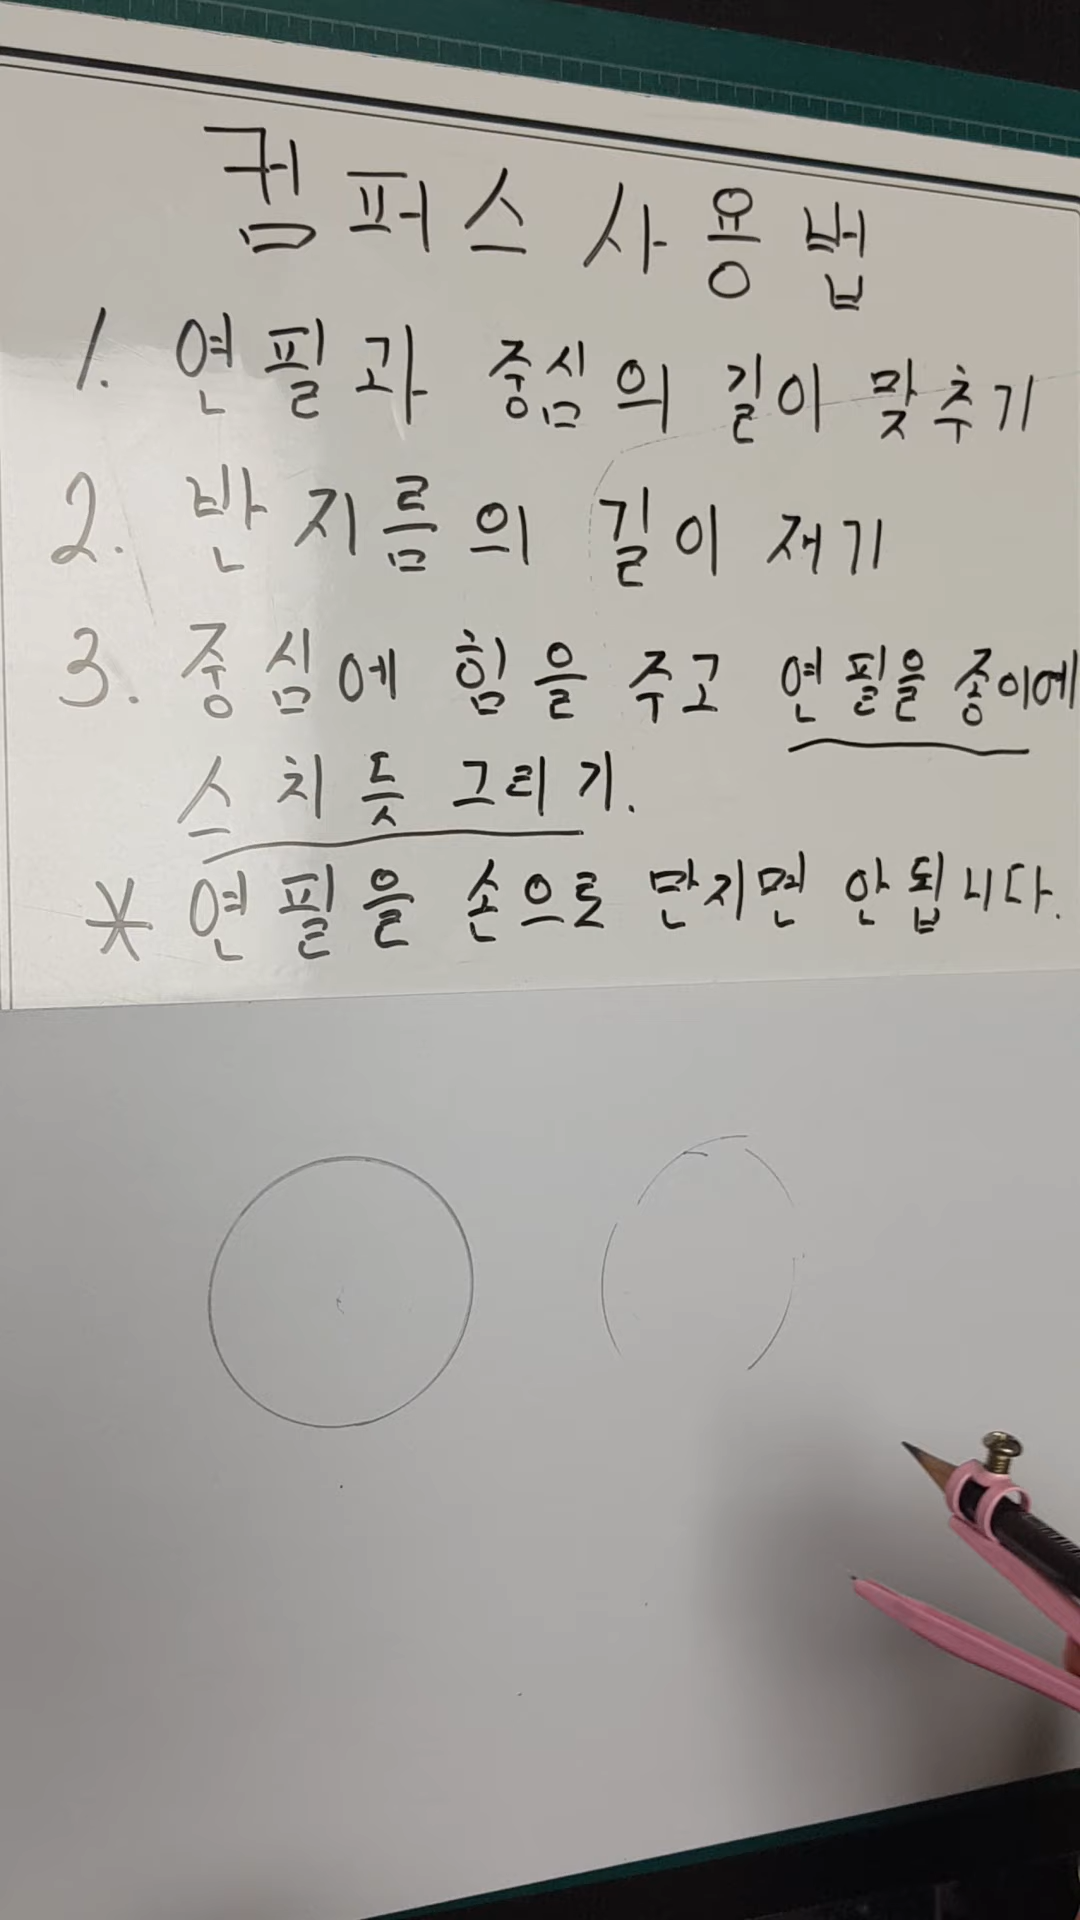 컴퍼스 사용법
1. 연필과 중심의 길이 맞추기
2. 반지름의 길이 재기
3. 중심에 힘을 주고 연필을 종이에
스치듯 그리기.
* 연필을 손으로 만지면 안됩니다.